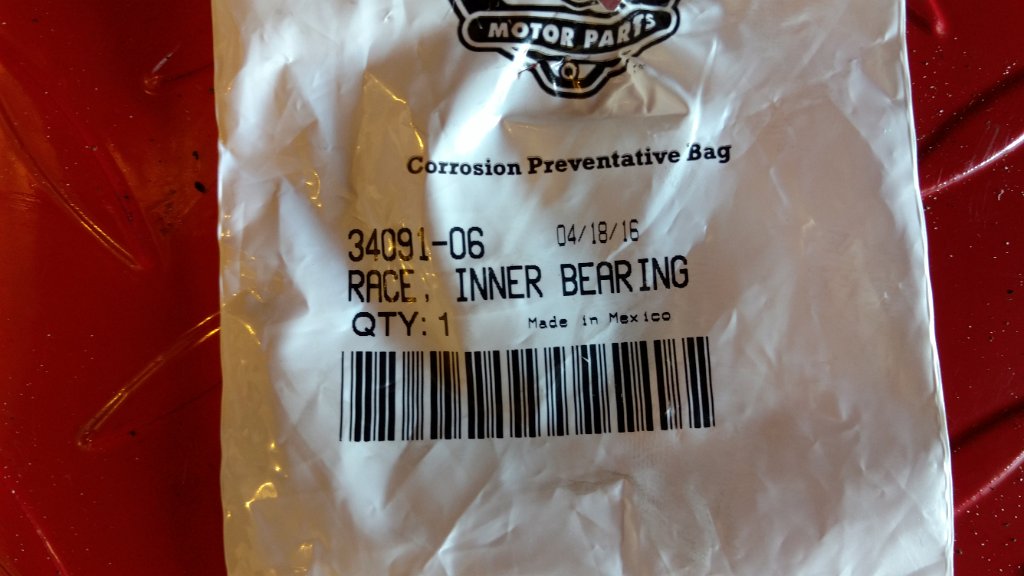 MOTOR PARTS
Q
Corrosion Preventative Bag
34091-06 04/18/16
RACE, INNER BEARING
QTY: 1 Made in Mexico